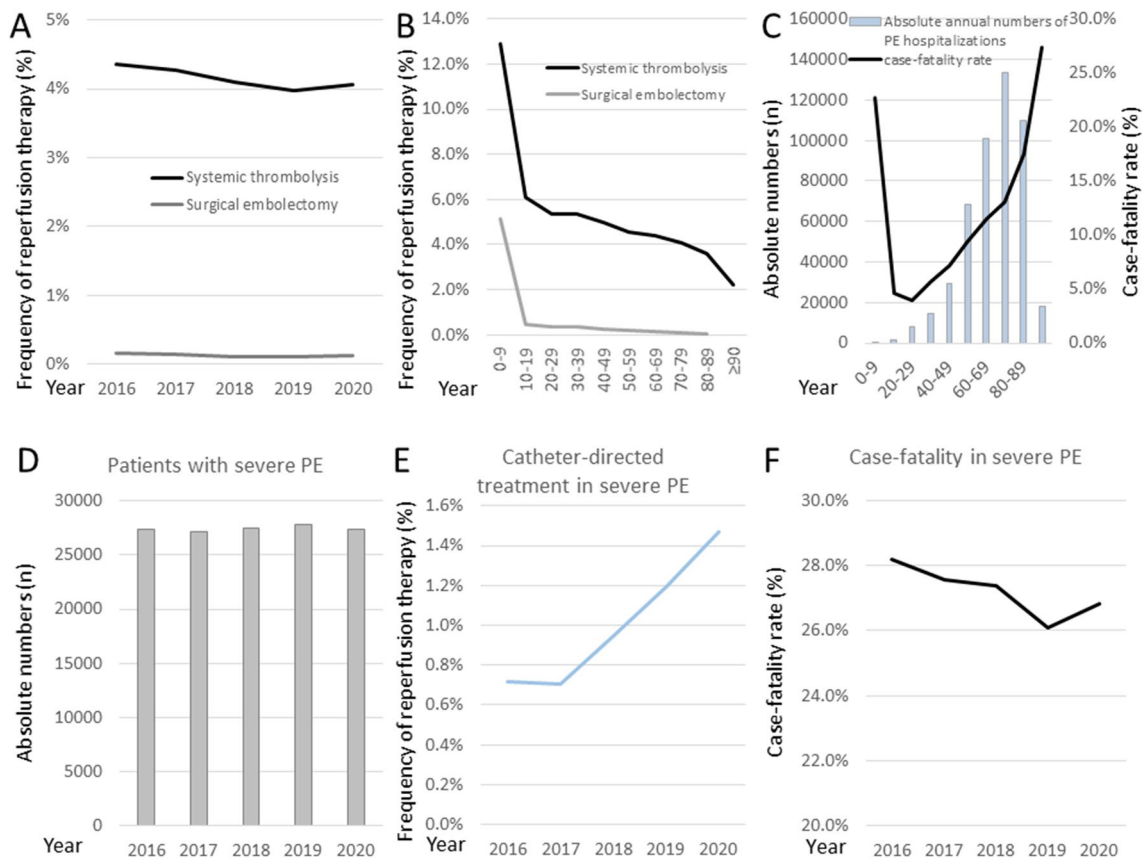 A
Frequency of reperfusion therapy (%)
5%
4%
3%
2%
1%
0%
Systemic thrombolysis
Surgical embolectomy
Year
2016 2017 2018 2019 2020
B
Frequency of reperfusion therapy (%)
14.0%
12.0%
10.0%
8.0%
6.0%
4.0%
2.0%
0.0%
Systemic thrombolysis
Surgical embolectomy
Year
0-9 10-19 20-29 30-39 40-49 50-59 60-69 70-79 80-89 ≥90
C
Absolute numbers (n)
160000
140000
120000
100000
80000
60000
40000
20000
0
Absolute annual numbers of
PE hospitalizations
case-fatality rate
30.0%
25.0%
20.0%
15.0%
10.0%
5.0%
0.0%
Case-fatality rate (%)
Year
0-9 20-29 40-49 60-69 80-89
D
Patients with severe PE
Absolute numbers (n)
30000
25000
20000
15000
10000
5000
0
Year
2016 2017 2018 2019 2020
E
Catheter-directed
treatment in severe PE
Frequency of reperfusion therapy (%)
1.6%
1.4%
1.2%
1.0%
0.8%
0.6%
0.4%
0.2%
0.0%
Year
2016 2017 2018 2019 2020
F
Case-fatality in severe PE
Case-fatality rate (%)
30.0%
28.0%
26.0%
24.0%
22.0%
20.0%
Year
2016 2017 2018 2019 2020